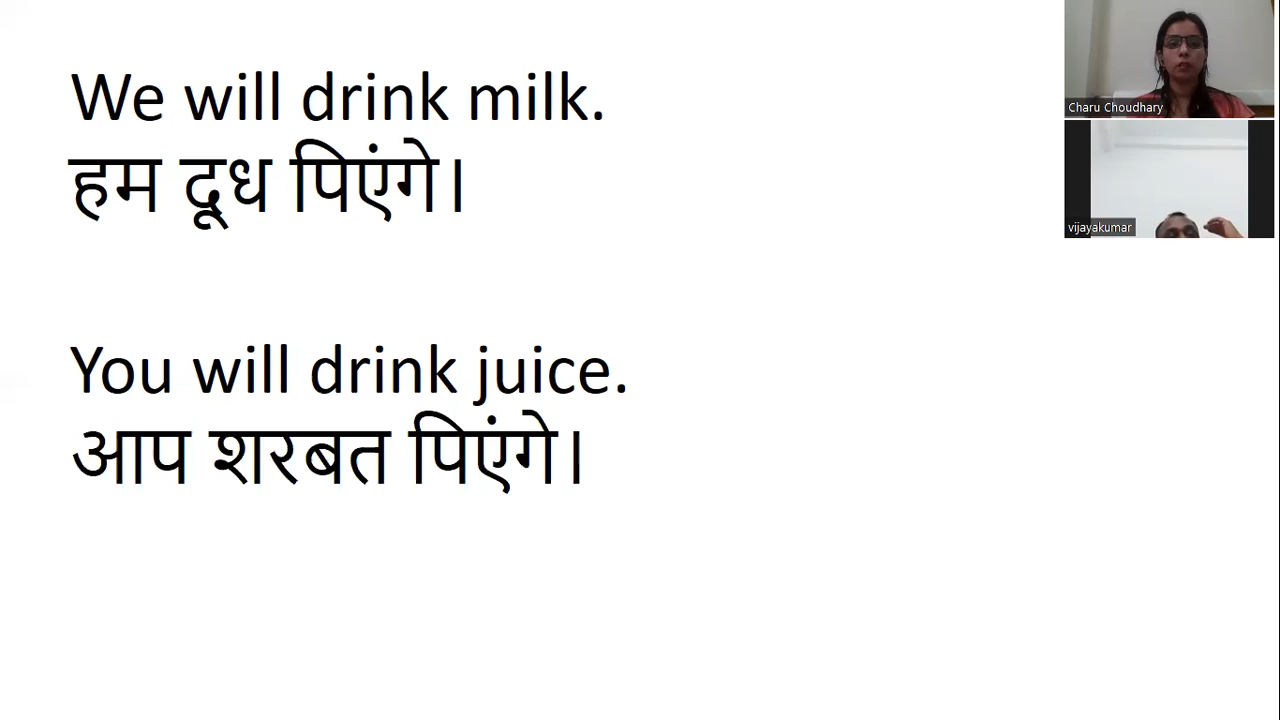 We will drink milk.
हम दूध पिएंगे।
You will drink juice.
आप शरबत पिएंगे।
Charu Choudhary
vijayakumar